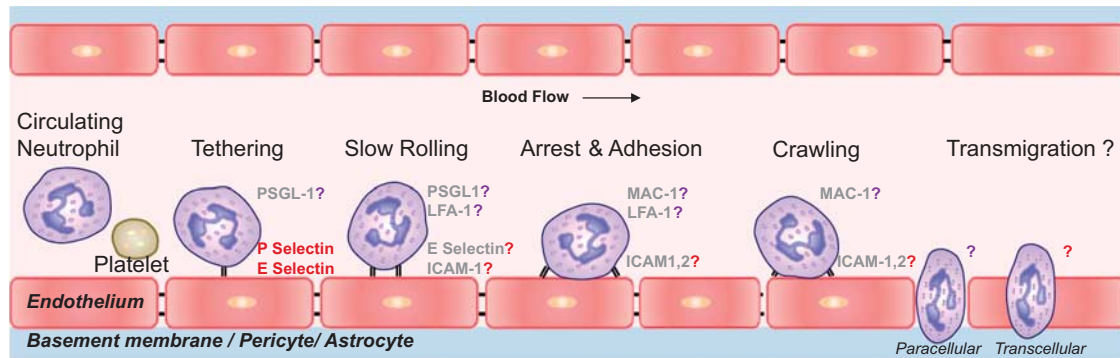 Blood Flow
Circulating
Neutrophil
Tethering
Slow Rolling
Arrest & Adhesion
Crawling
Transmigration ?
PSGL-1?
PSGL1?
LFA-1?
MAC-1?
LFA-1?
MAC-1?
P Selectin
E Selectin
E Selectin?
ICAM-1?
ICAM1,2?
ICAM-1,2?
?
?
Platelet
Endothelium
Basement membrane / Pericyte/ Astrocyte
Paracellular
Transcellular